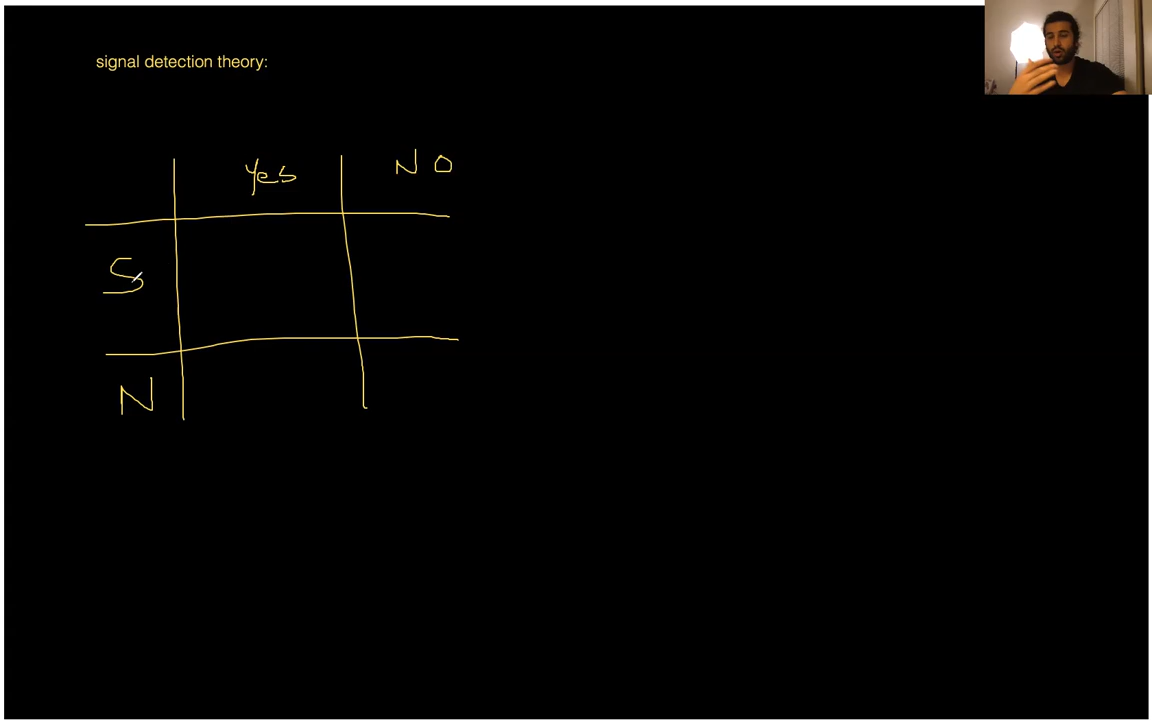 signal detection theory:
Yes NO
S
N